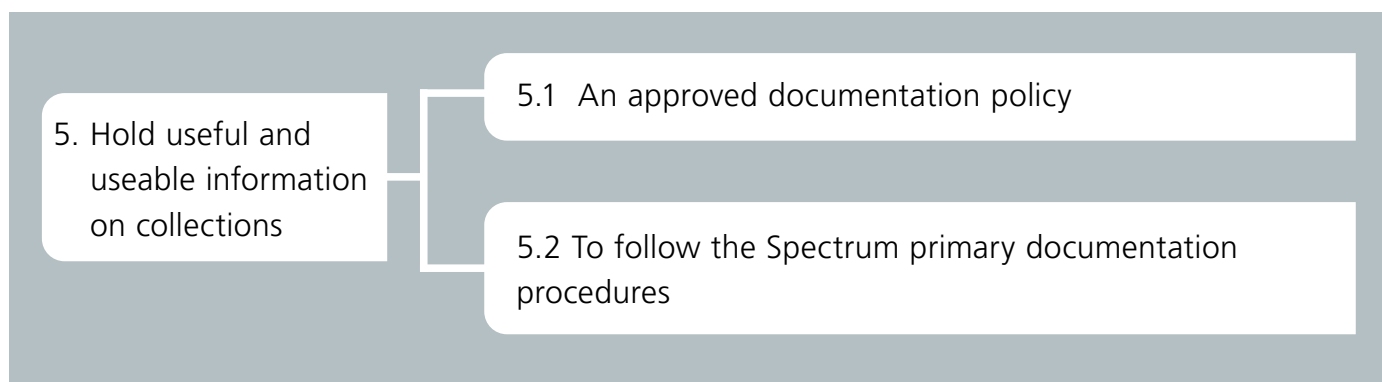 5. Hold useful and
useable information
on collections
5.1 An approved documentation policy
5.2 To follow the Spectrum primary documentation
procedures